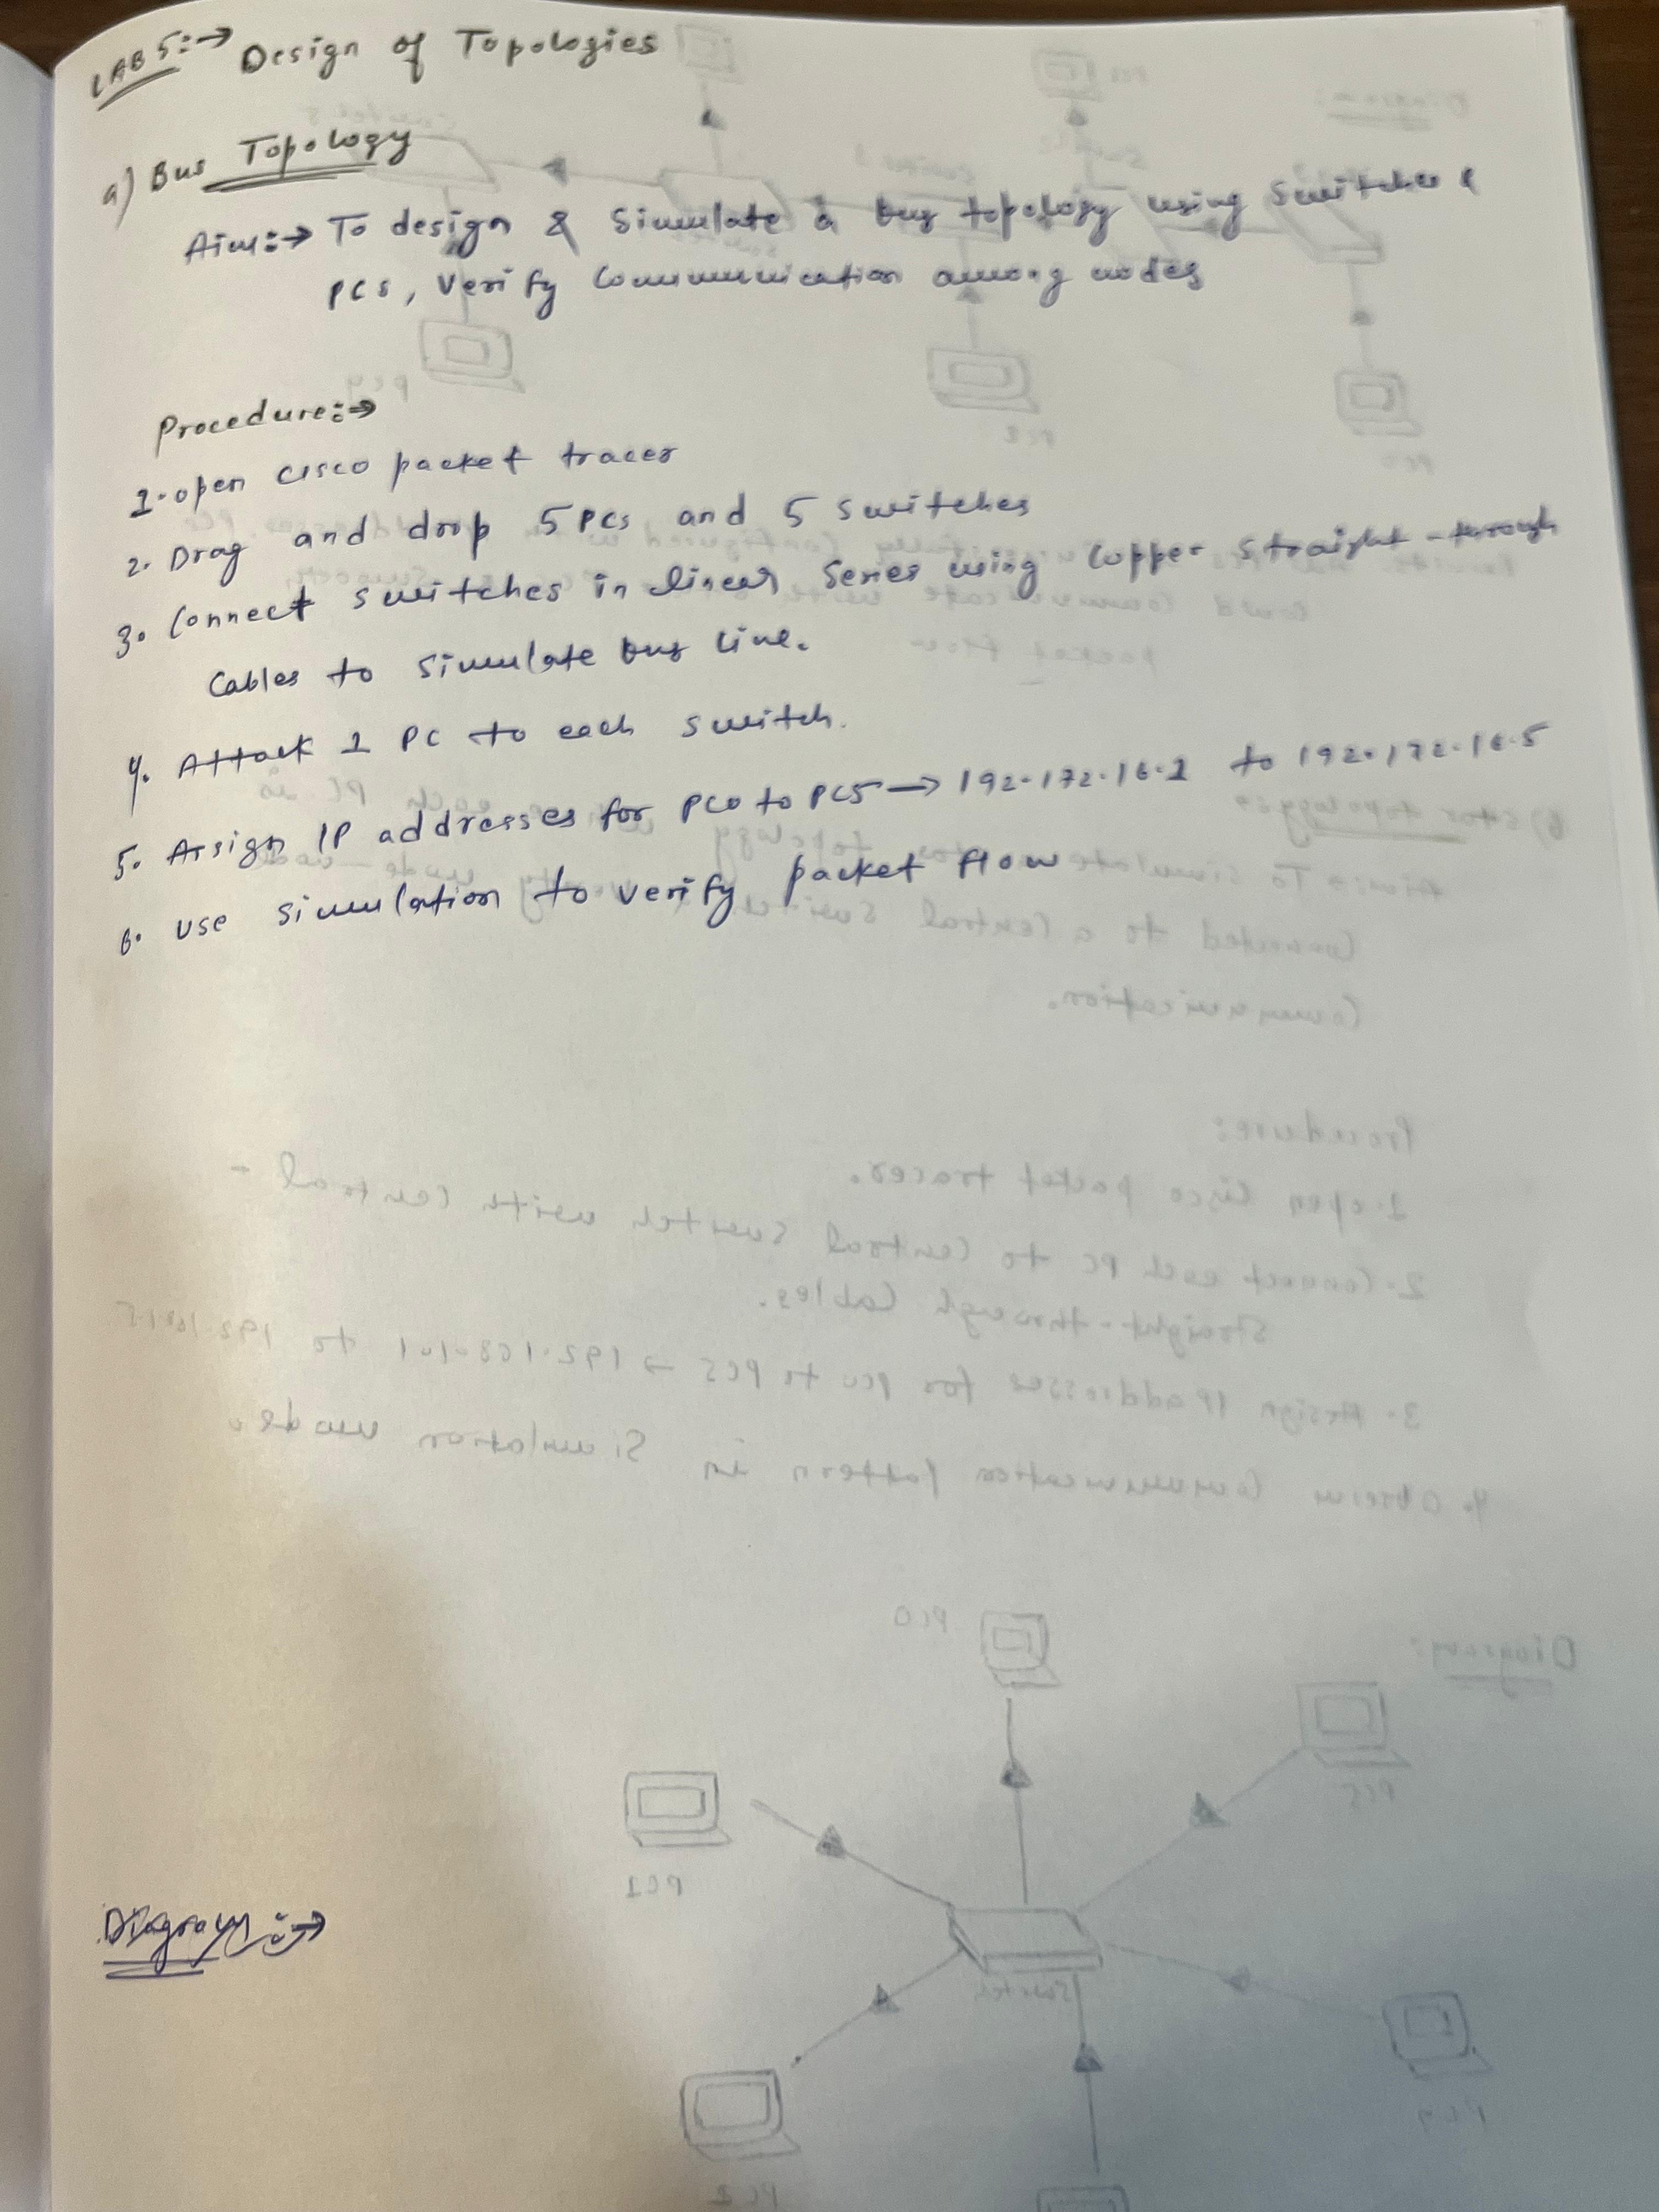 LAB 5:→ Design of Topologies
a) Bus Topology
Aim:→ To design & Simulate a bus topology using Switches &
PCs, Verify Communication among nodes
Procedure:→
1. open cisco packet tracer
2. Drag and drop 5 PCs and 5 switches
3. Connect switches in linear Series using Copper straight-through
Cables to Simulate bus line.
4. Attack 1 PC to each switch.
5. Assign IP addresses for PC0 to PC5 → 192.172.16.1 to 192.172.16.5
6. Use simulation to verify packet flow
Diagram:→